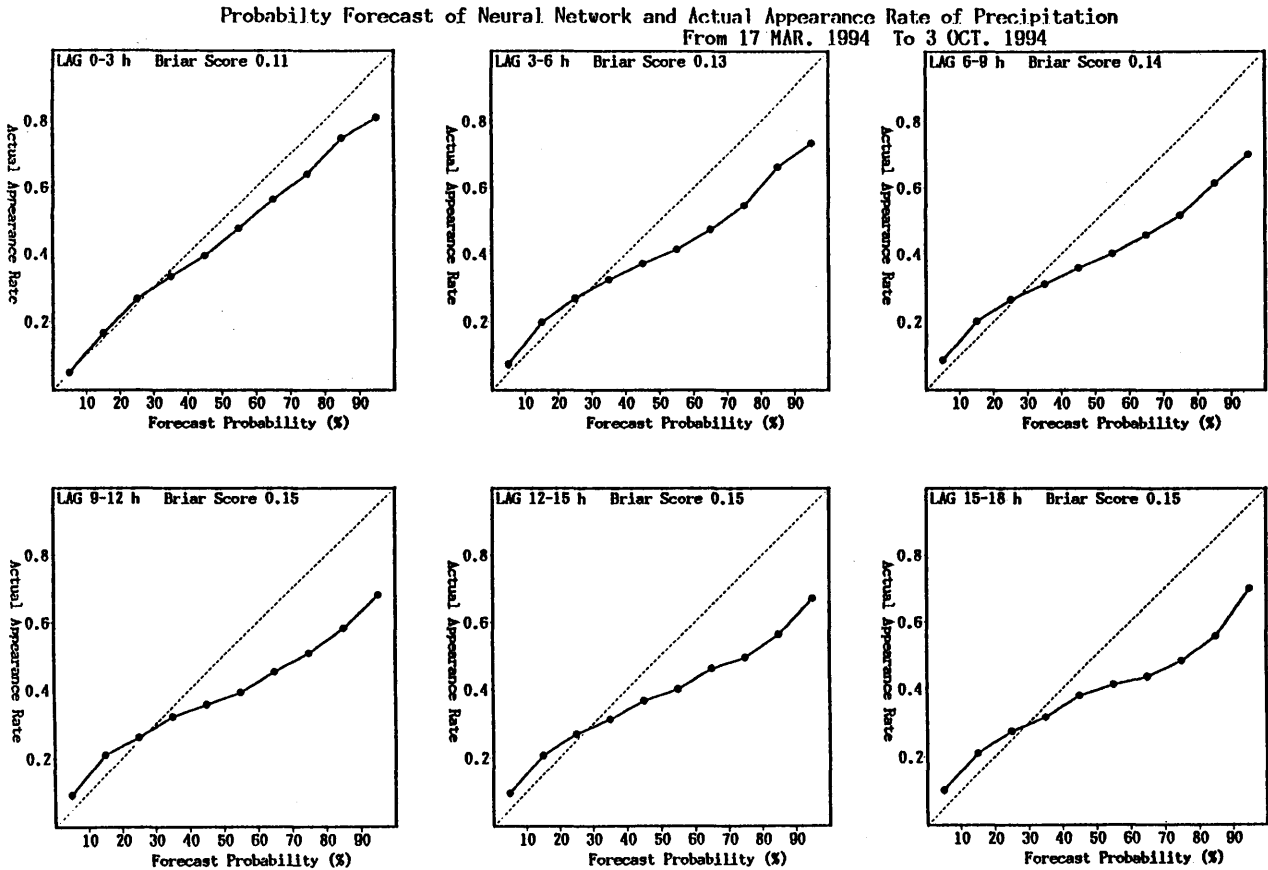 Probabilty Forecast of Neural Network and Actual Appearance Rate of Precipitation
From 17 MAR. 1994 To 3 OCT. 1994
LAG 0-3 h Briar Score 0.11
Actual Appearance Rate
0.8
0.6
0.4
0.2
10 20 30 40 50 60 70 80 90
Forecast Probability (%)
LAG 3-6 h Briar Score 0.13
Actual Appearance Rate
0.8
0.6
0.4
0.2
10 20 30 40 50 60 70 80 90
Forecast Probability (%)
LAG 6-9 h Briar Score 0.14
Actual Appearance Rate
0.8
0.6
0.4
0.2
10 20 30 40 50 60 70 80 90
Forecast Probability (%)
LAG 9-12 h Briar Score 0.15
Actual Appearance Rate
0.8
0.6
0.4
0.2
10 20 30 40 50 60 70 80 90
Forecast Probability (%)
LAG 12-15 h Briar Score 0.15
Actual Appearance Rate
0.8
0.6
0.4
0.2
10 20 30 40 50 60 70 80 90
Forecast Probability (%)
LAG 15-18 h Briar Score 0.15
Actual Appearance Rate
0.8
0.6
0.4
0.2
10 20 30 40 50 60 70 80 90
Forecast Probability (%)